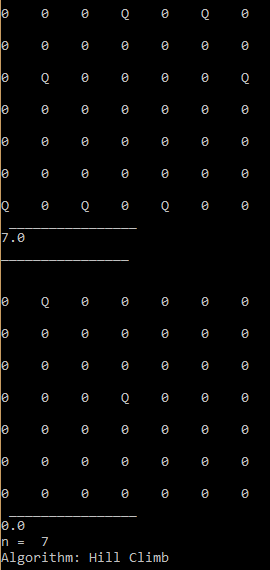 0 0 0 Q 0 Q 0
0 0 0 0 0 0 0
0 Q 0 0 0 0 Q
0 0 0 0 0 0 0
0 0 0 0 0 0 0
0 0 0 0 0 0 0
Q 0 Q 0 Q 0 0
________________
7.0
________________
0 Q 0 0 0 0 0
0 0 0 0 0 0 0
0 0 0 0 0 0 0
0 0 0 Q 0 0 0
0 0 0 0 0 0 0
0 0 0 0 0 0 0
0 0 0 0 0 0 0
________________
0.0
n =  7
Algorithm: Hill Climb